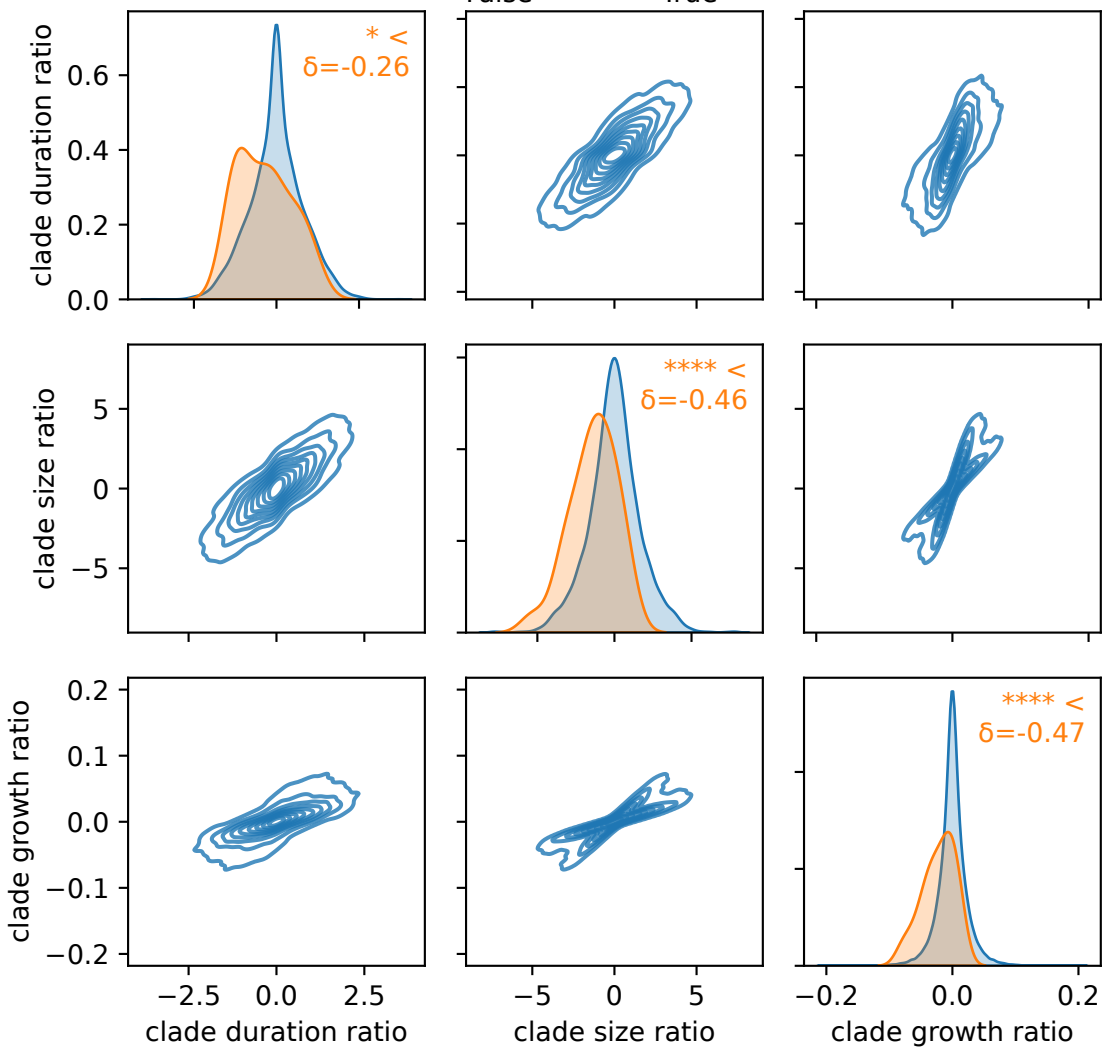 clade duration ratio
0.6
0.4
0.2
0.0
* <
δ=-0.26
clade size ratio
5
0
−5
**** <
δ=-0.46
clade growth ratio
0.2
0.1
0.0
−0.1
−0.2
**** <
δ=-0.47
−2.5 0.0 2.5
−5 0 5
−0.2 0.0 0.2
clade duration ratio
clade size ratio
clade growth ratio